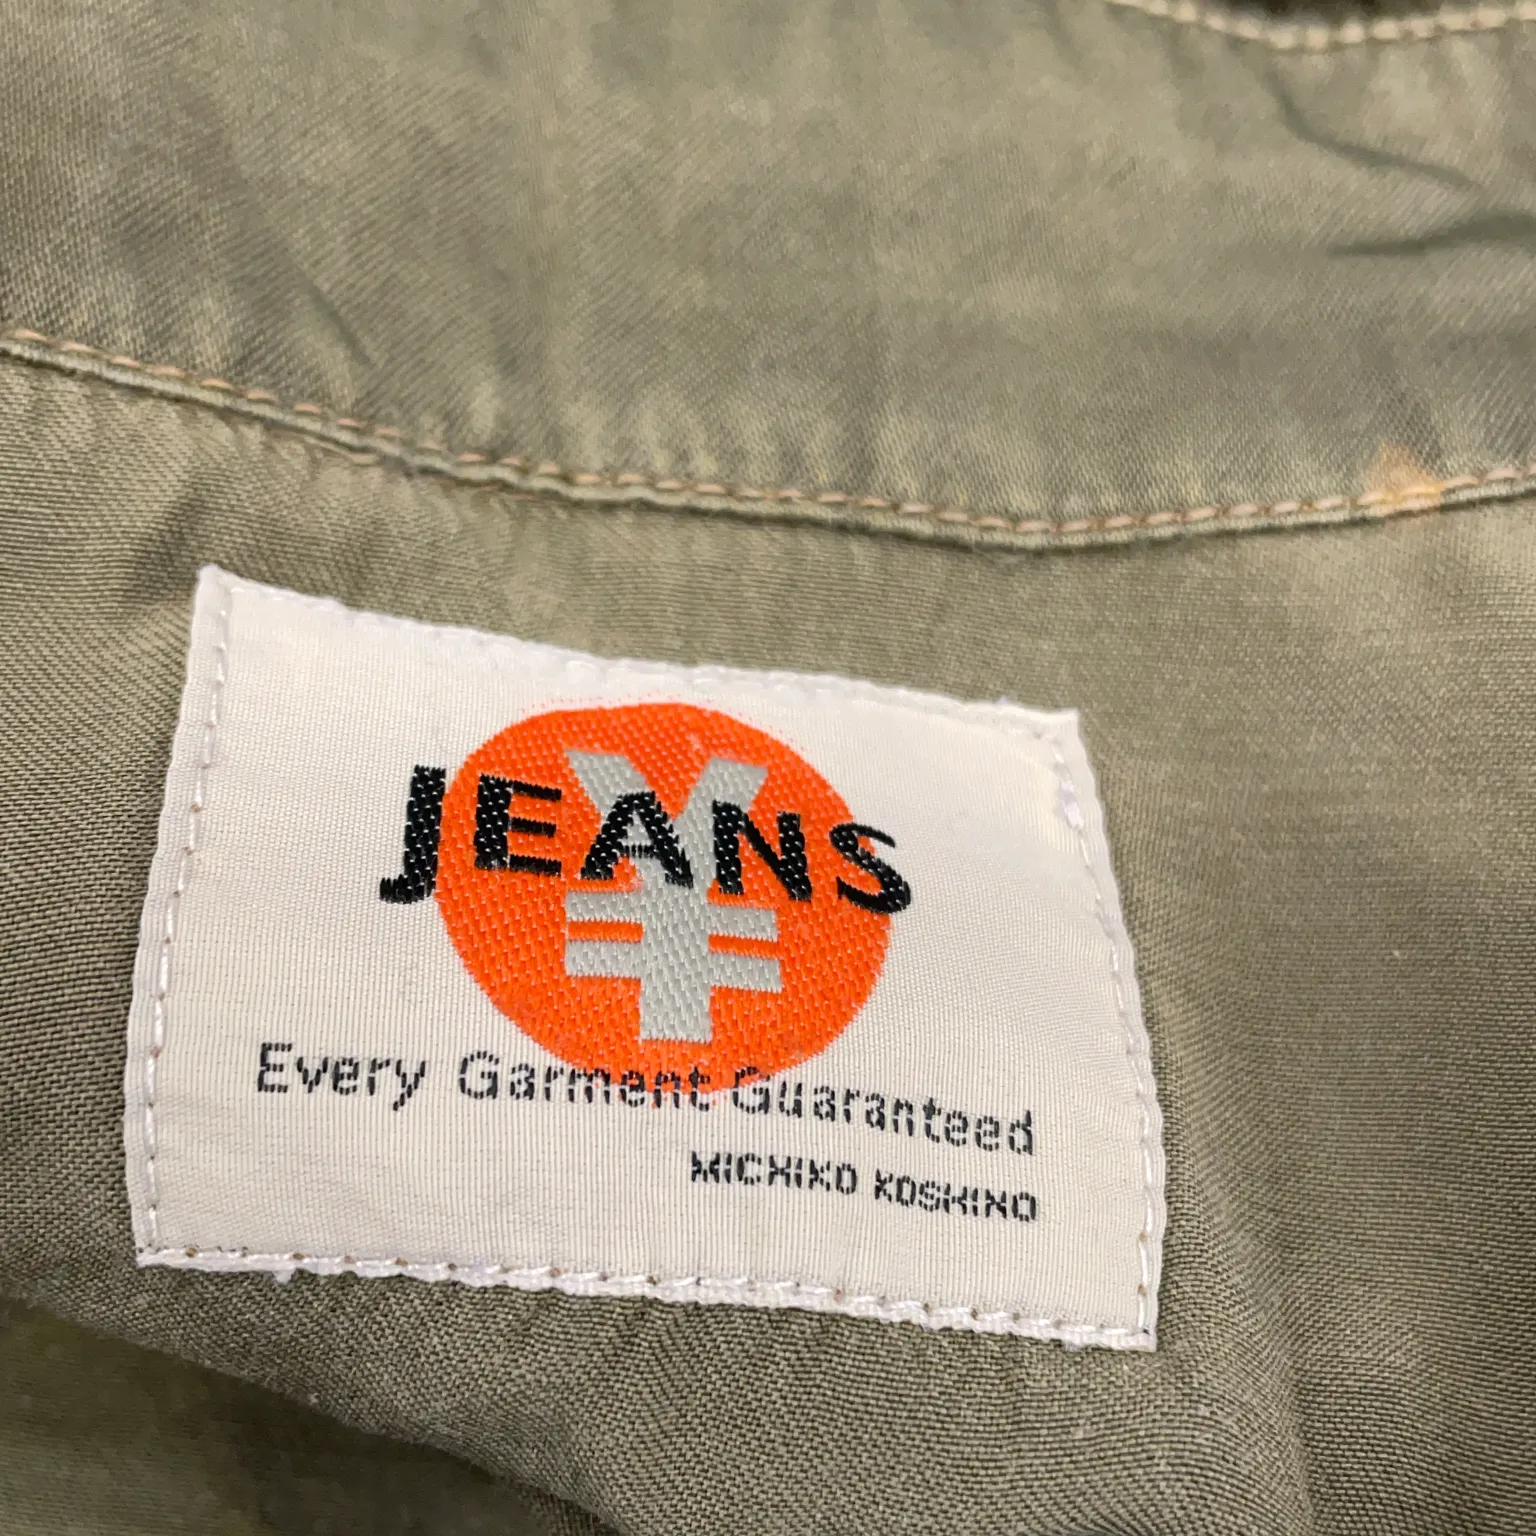 ¥
JEANS
Every Garment Guaranteed
MICHIKO KOSHINO